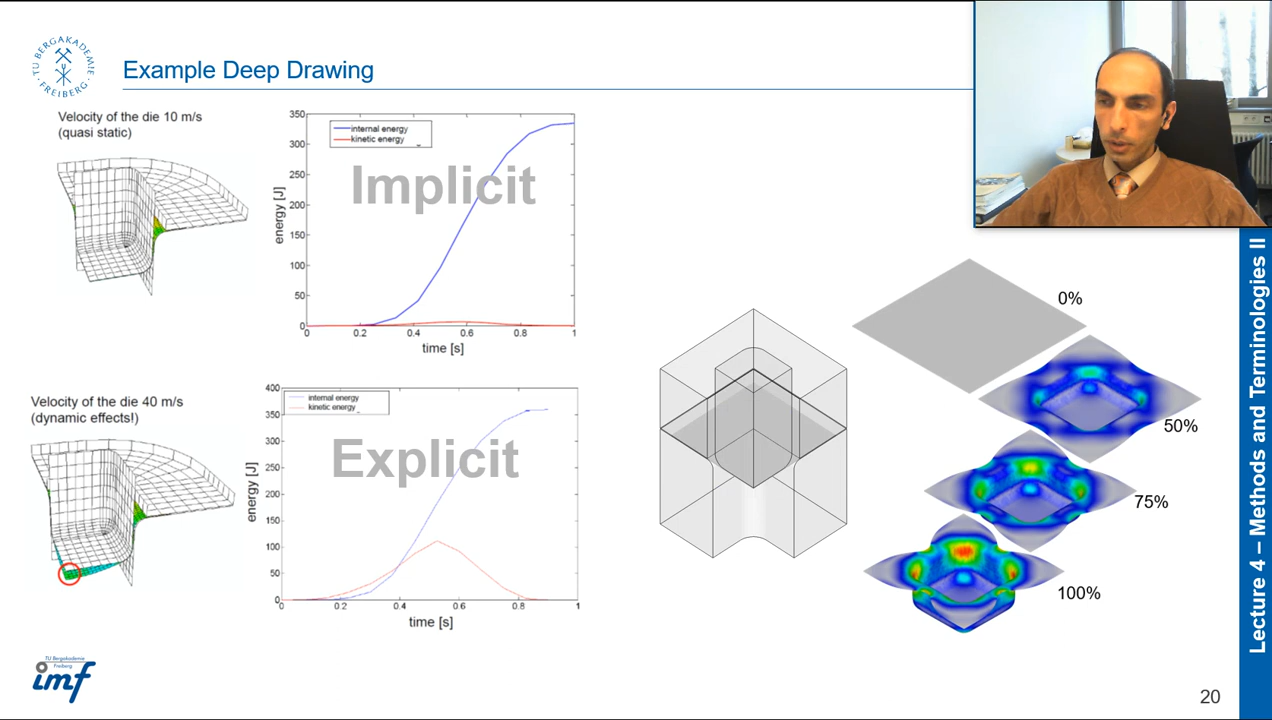 TU BERGAKADEMIE
FREIBERG
Example Deep Drawing
Velocity of the die 10 m/s
(quasi static)
350
300
250
200
150
100
50
0
energy [J]
internal energy
kinetic energy
Implicit
0
0.2
0.4
0.6
0.8
1
time [s]
Velocity of the die 40 m/s
(dynamic effects!)
400
350
300
250
200
150
100
50
0
energy [J]
internal energy
kinetic energy
Explicit
0
0.2
0.4
0.6
0.8
1
time [s]
0%
50%
75%
100%
Lecture 4 – Methods and Terminologies II
TU Bergakademie
Freiberg
imf
20